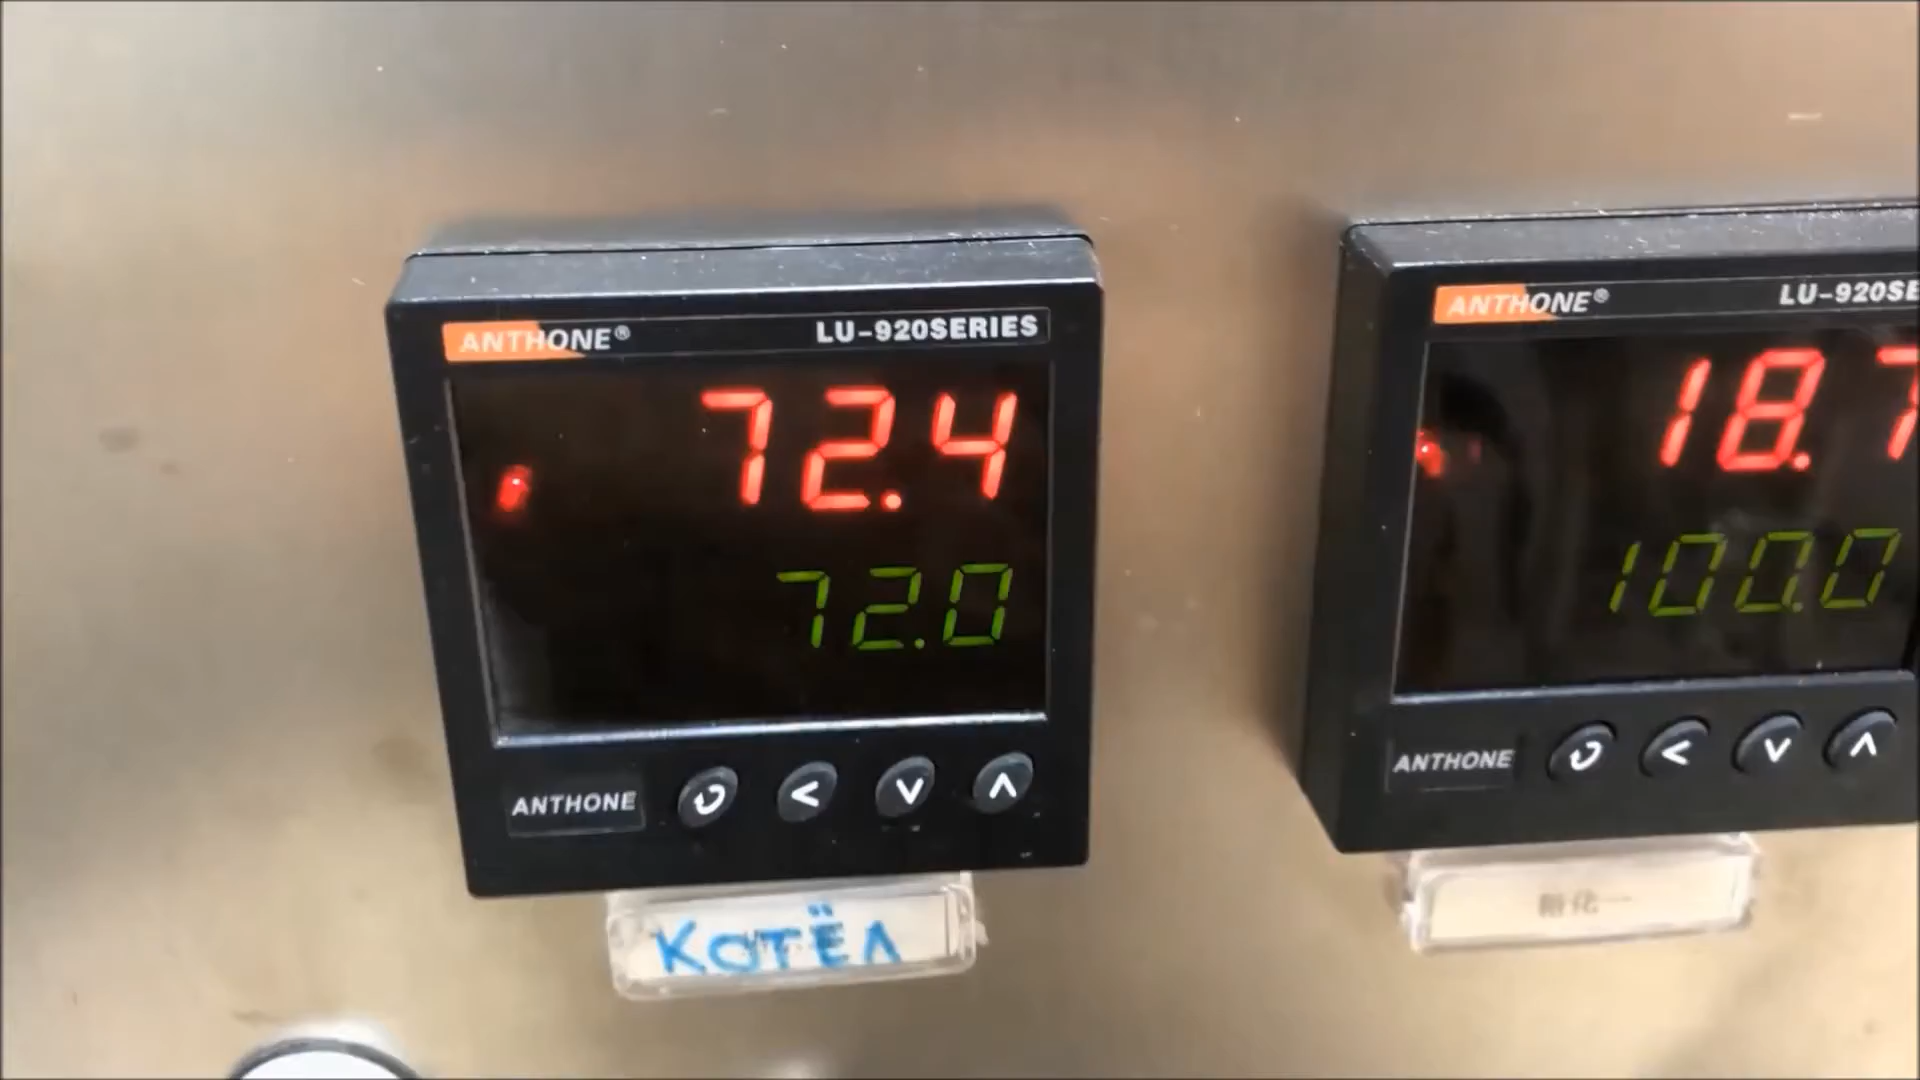 ANTHONE® LU-920SERIES
72.4
72.0
ANTHONE
КОТЁЛ
ANTHONE® LU-920SE
18.7
100.0
ANTHONE